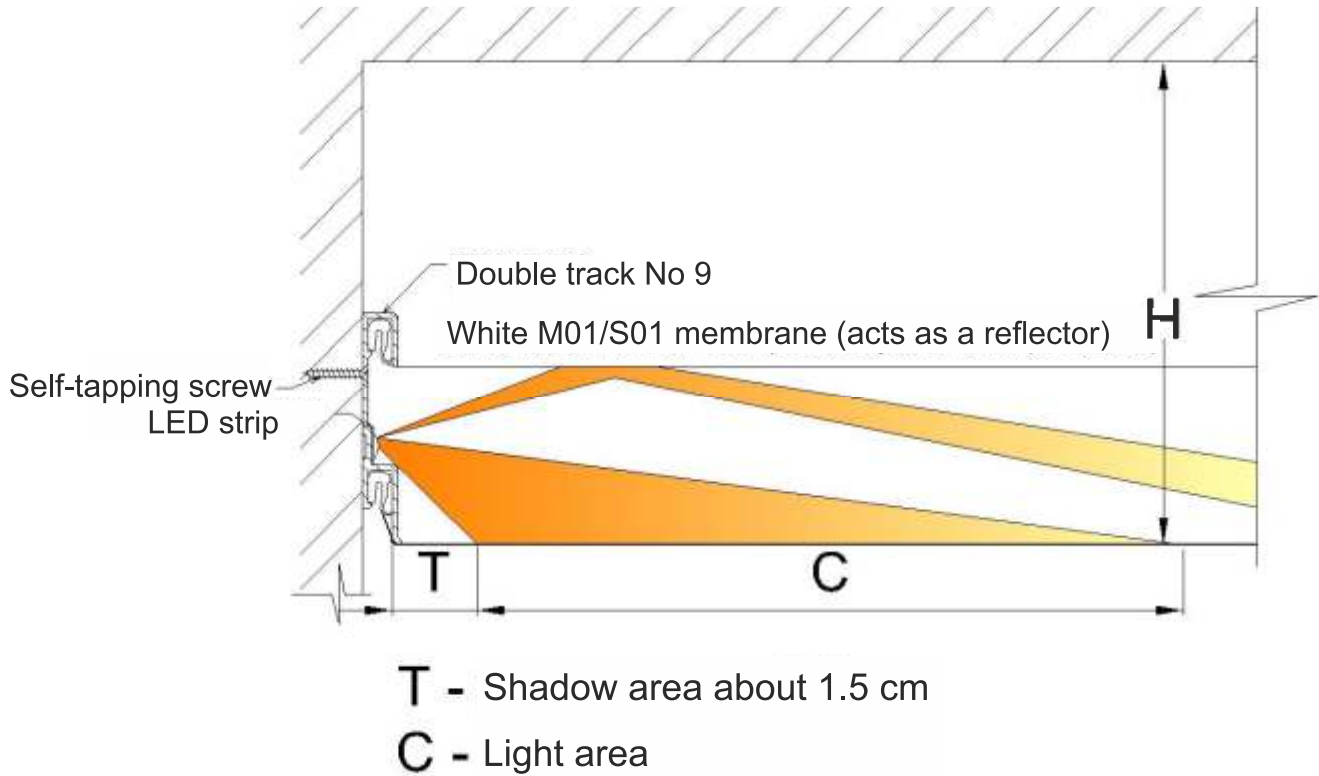 Double track No 9
White M01/S01 membrane (acts as a reflector)
H
Self-tapping screw
LED strip
T
C
T - Shadow area about 1.5 cm
C - Light area